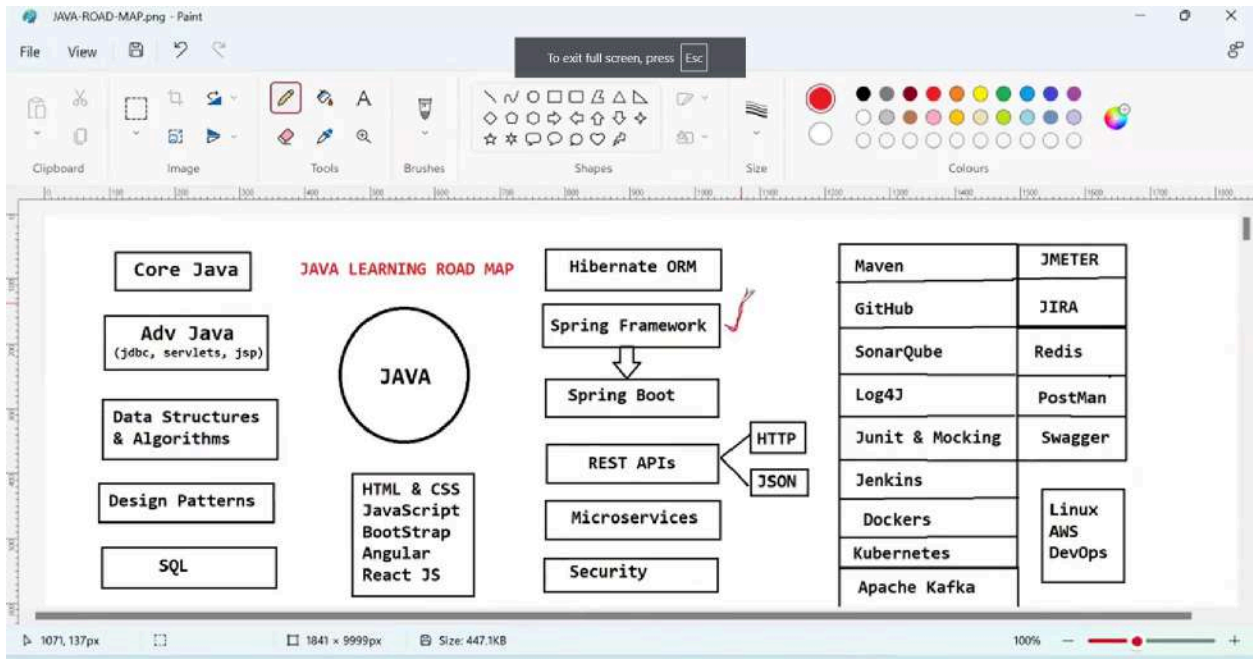 JAVA-ROAD-MAP.png - Paint
File View
To exit full screen, press Esc
A
Clipboard
Image
Tools
Brushes
Shapes
Size
Colours
Core Java
Adv Java
(jdbc, servlets, jsp)
Data Structures
& Algorithms
Design Patterns
SQL
JAVA LEARNING ROAD MAP
JAVA
HTML & CSS
JavaScript
BootStrap
Angular
React JS
Hibernate ORM
Spring Framework
Spring Boot
REST APIs
HTTP
JSON
Microservices
Security
Maven
GitHub
SonarQube
Log4J
Junit & Mocking
Jenkins
Dockers
Kubernetes
Apache Kafka
JMETER
JIRA
Redis
PostMan
Swagger
Linux
AWS
DevOps
1071, 137px
1841 × 9999px
Size: 447.1KB
100%